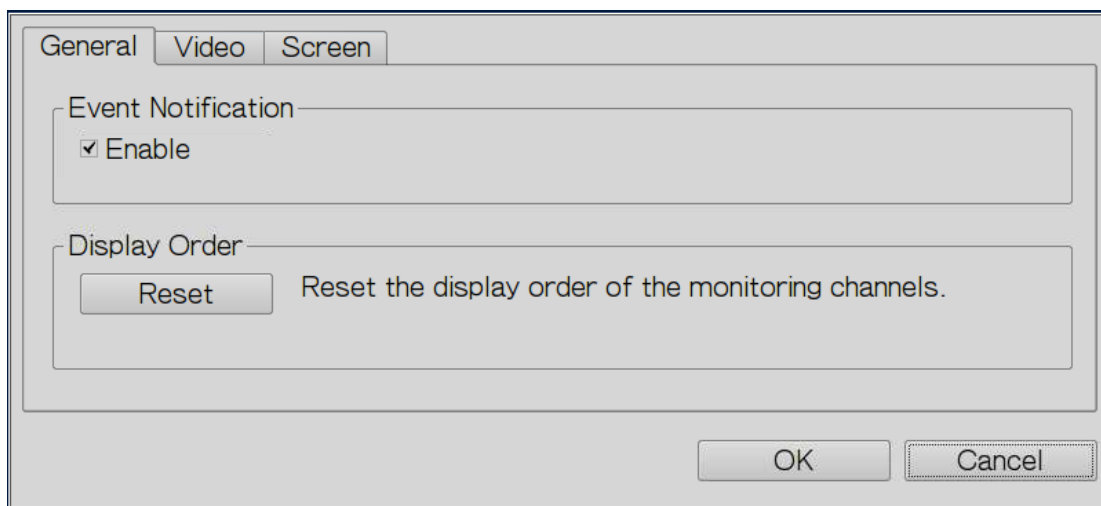 General Video Screen
Event Notification
Enable
Display Order
Reset Reset the display order of the monitoring channels.
OK Cancel